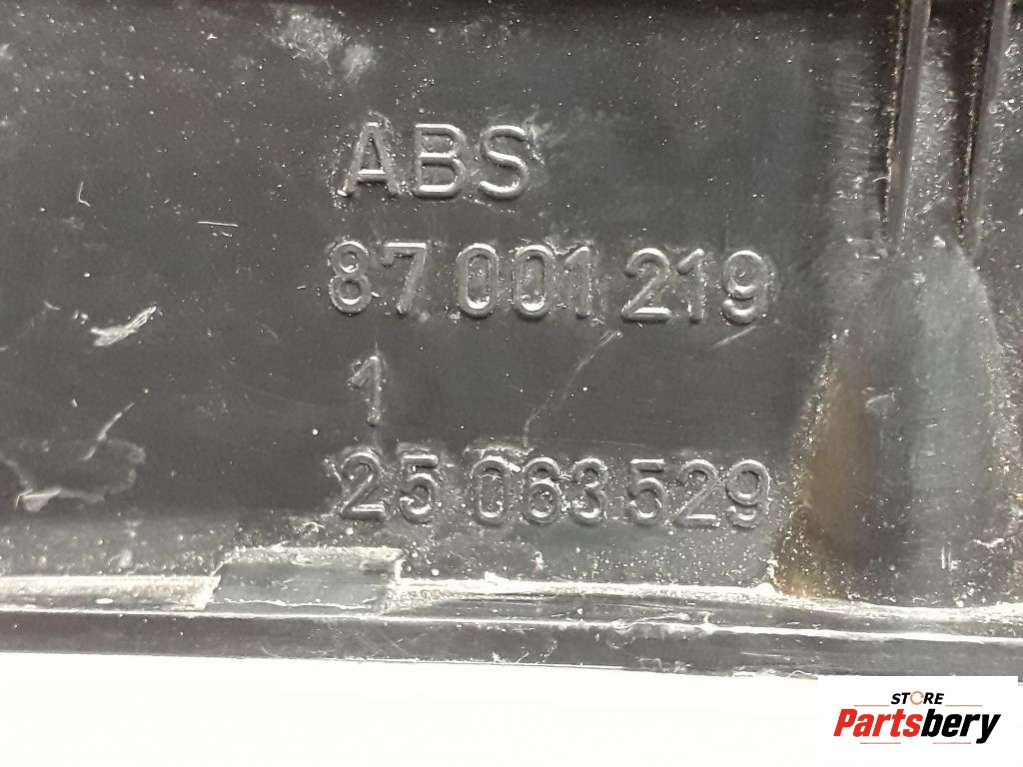 ABS
87 001 219
1
25 063 529
STORE
Partsbery